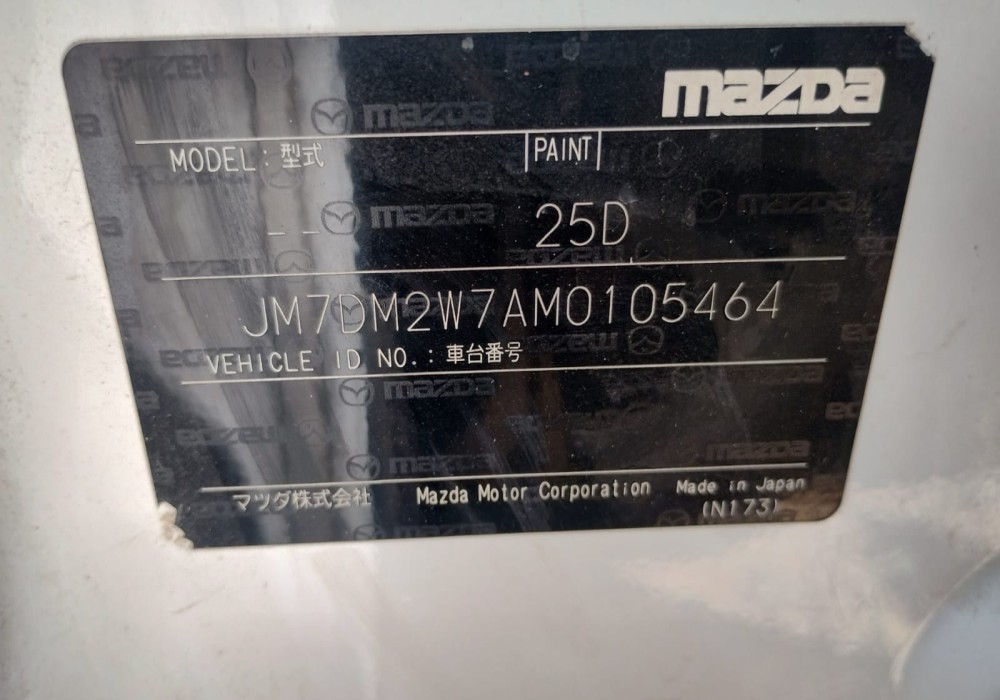 mazda
MODEL: 型式 PAINT
-- 25D
JM7DM2W7AM0105464
VEHICLE ID NO.: 車台番号
マツダ株式会社 Mazda Motor Corporation Made in Japan
(N173)